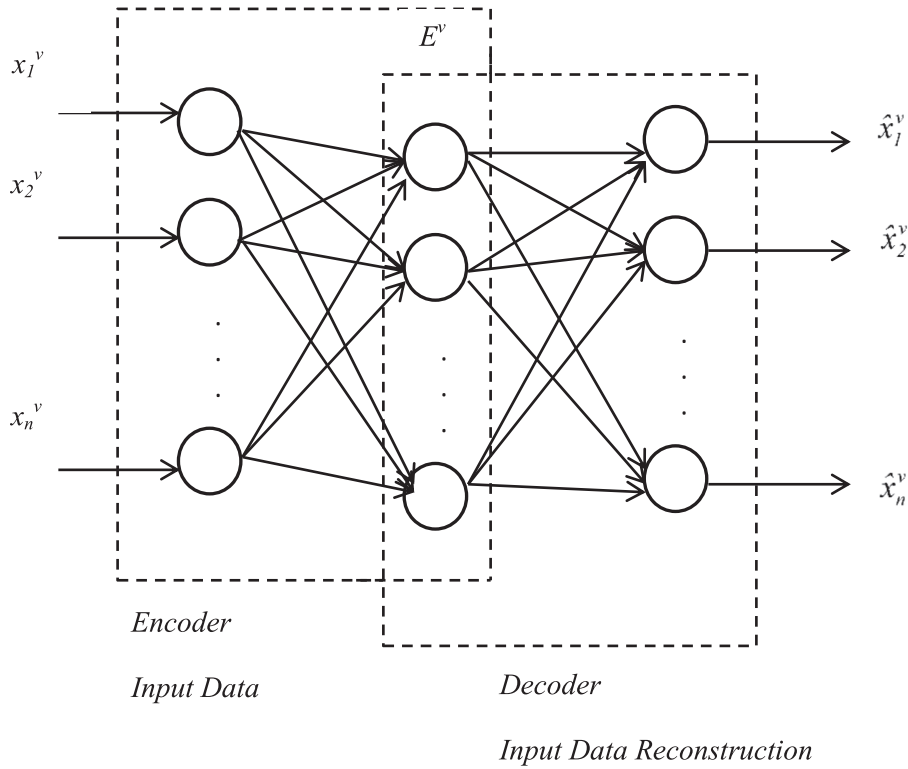 E^v
x_1^v
x̂_1^v
x_2^v
x̂_2^v
x_n^v
x̂_n^v
Encoder
Input Data
Decoder
Input Data Reconstruction